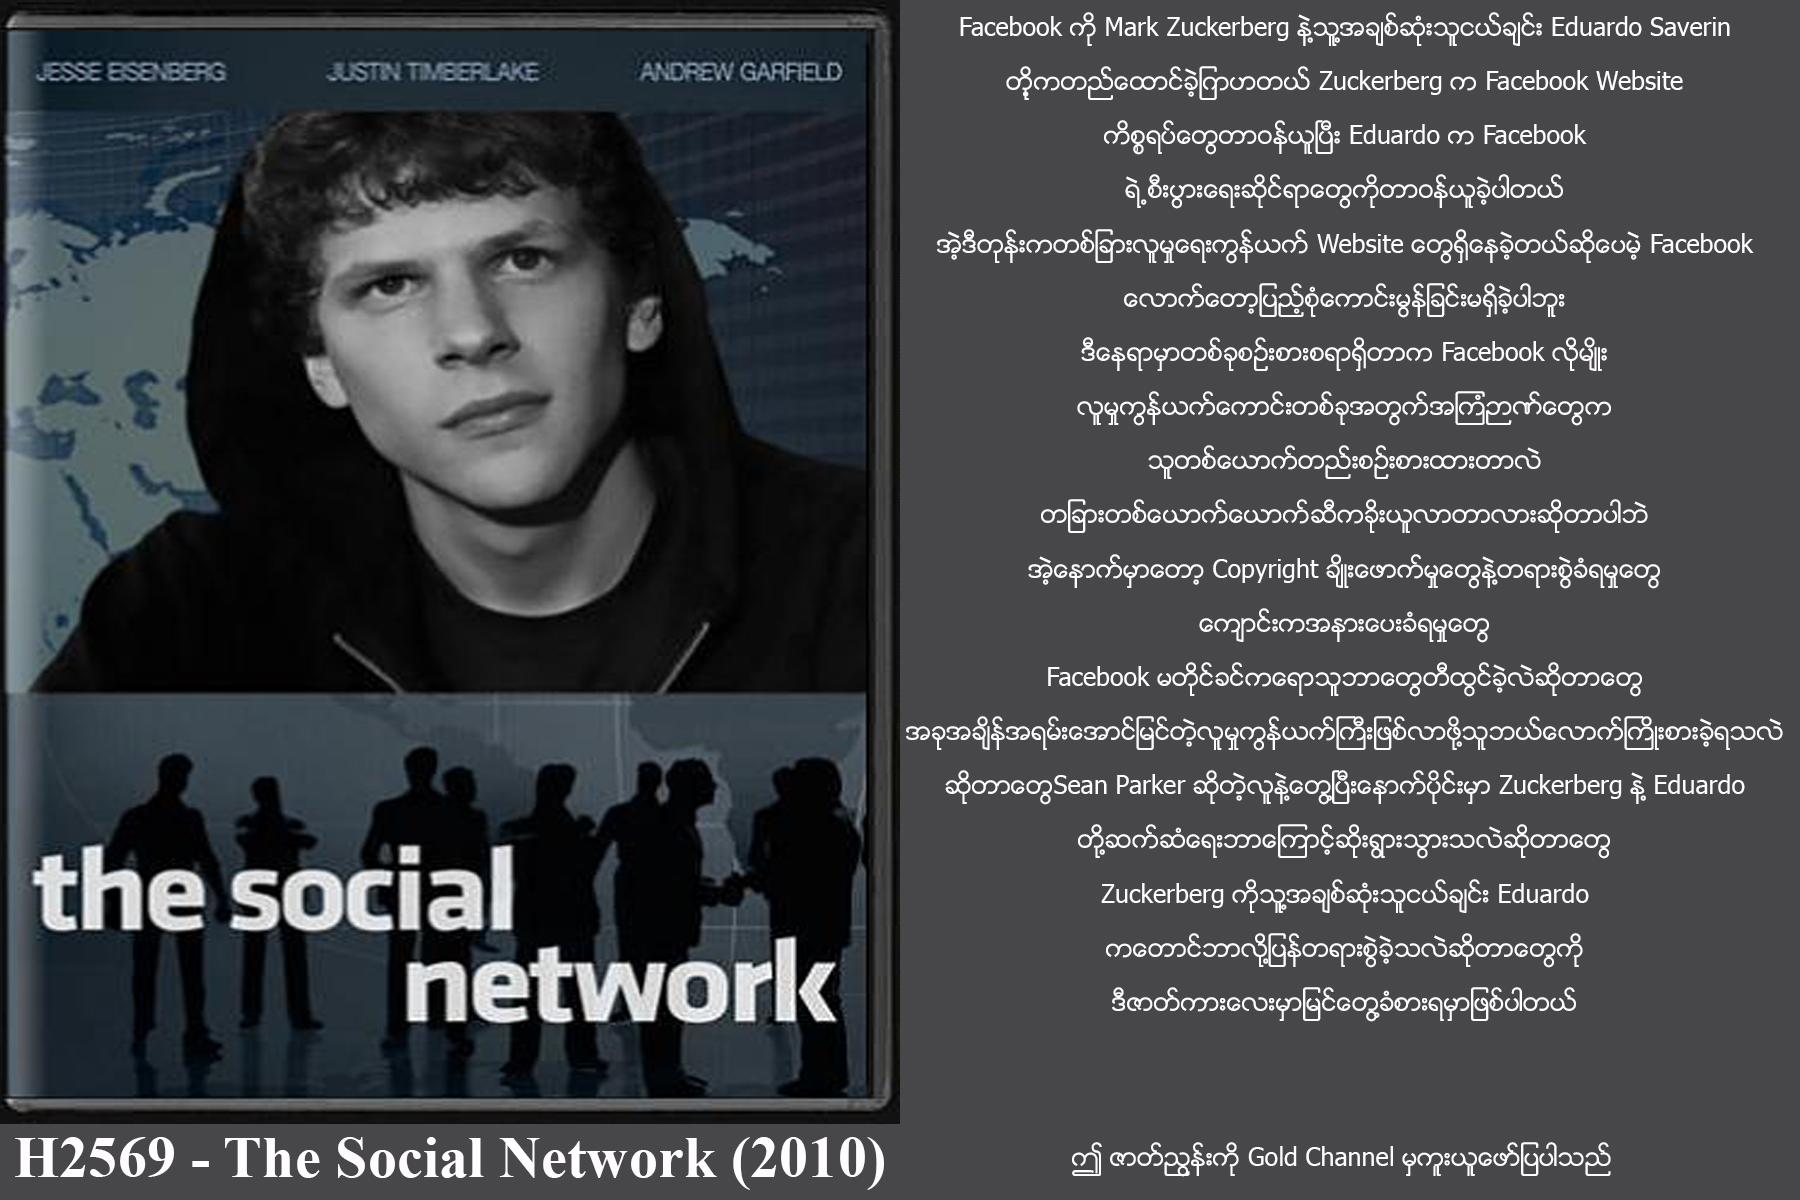 JESSE EISENBERG JUSTIN TIMBERLAKE ANDREW GARFIELD
the social
network
H2569 - The Social Network (2010)
Facebook ကို Mark Zuckerberg နဲ့သူ့အချစ်ဆုံးသူငယ်ချင်း Eduardo Saverin
တို့ကတည်ထောင်ခဲ့ကြာဟတယ် Zuckerberg က Facebook Website
ကိစ္စရပ်တွေတာဝန်ယူပြီး Eduardo က Facebook
ရဲ့စီးပွားရေးဆိုင်ရာတွေကိုတာဝန်ယူခဲ့ပါတယ်
အဲ့ဒီတုန်းကတစ်ခြားလူမှုရေးကွန်ယက် Website တွေရှိနေခဲ့တယ်ဆိုပေမဲ့ Facebook
လောက်တော့ပြည့်စုံကောင်းမွန်ခြင်းမရှိခဲ့ပါဘူး
ဒီနေရာမှာတစ်ခုစဉ်းစားစရာရှိတာက Facebook လိုမျိုး
လူမှုကွန်ယက်ကောင်းတစ်ခုအတွက်အကြံဉာဏ်တွေက
သူတစ်ယောက်တည်းစဉ်းစားထားတာလဲ
တခြားတစ်ယောက်ယောက်ဆီကခိုးယူလာတာလားဆိုတာပါဘဲ
အဲ့နောက်မှာတော့ Copyright ချိုးဖောက်မှုတွေနဲ့တရားစွဲခံရမှုတွေ
ကျောင်းကအနားပေးခံရမှုတွေ
Facebook မတိုင်ခင်ကရောသူဘာတွေတီထွင်ခဲ့လဲဆိုတာတွေ
အခုအချိန်အရမ်းအောင်မြင်တဲ့လူမှုကွန်ယက်ကြီးဖြစ်လာဖို့သူဘယ်လောက်ကြိုးစားခဲ့ရသလဲ
ဆိုတာတွေSean Parker ဆိုတဲ့လူနဲ့တွေ့ပြီးနောက်ပိုင်းမှာ Zuckerberg နဲ့ Eduardo
တို့ဆက်ဆံရေးဘာကြောင့်ဆိုးရွားသွားသလဲဆိုတာတွေ
Zuckerberg ကိုသူ့အချစ်ဆုံးသူငယ်ချင်း Eduardo
ကတောင်ဘာလို့ပြန်တရားစွဲခဲ့သလဲဆိုတာတွေကို
ဒီဇာတ်ကားလေးမှာမြင်တွေ့ခံစားရမှာဖြစ်ပါတယ်
ဤ ဇာတ်ညွှန်းကို Gold Channel မှကူးယူဖော်ပြပါသည်